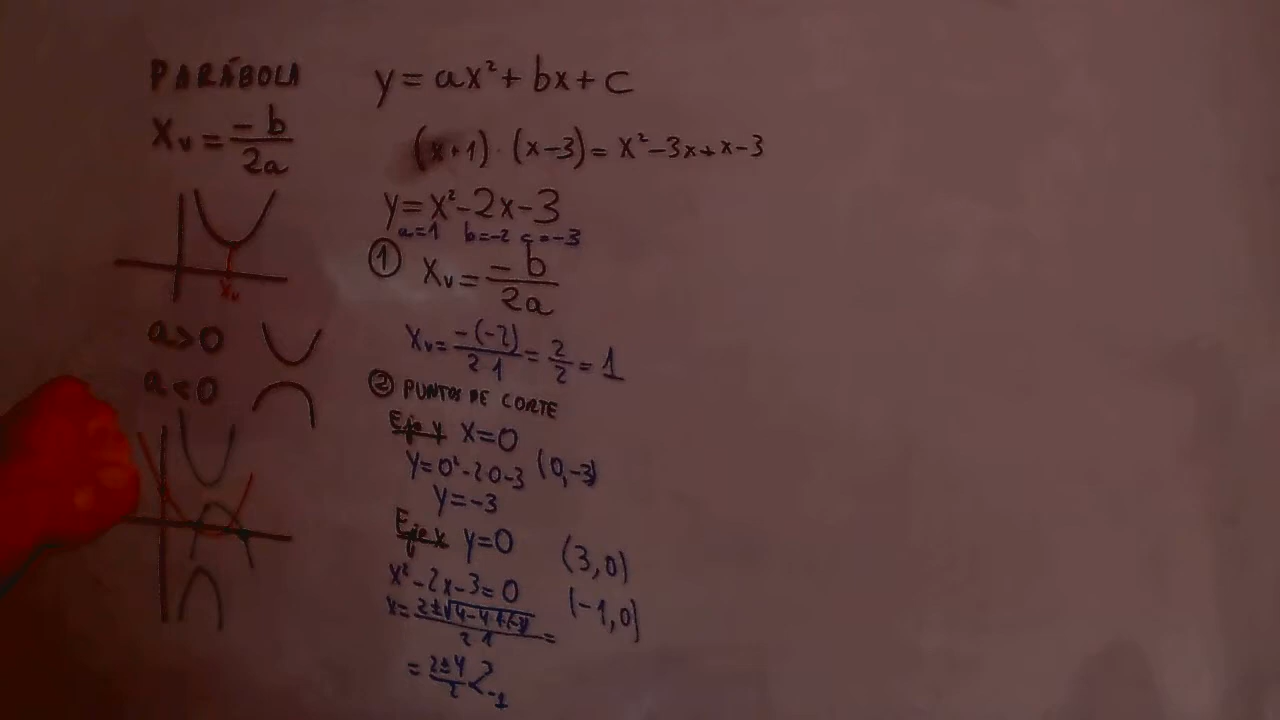 PARÁBOLA
Xv = -b/2a
Xv
a>0
a<0
y = ax² + bx + c
(x+1)·(x-3) = x²-3x+x-3
y = x²-2x-3
a=1 b=-2 c=-3
① Xv = -b/2a
Xv = -(-2)/2·1 = 2/2 = 1
② PUNTOS DE CORTE
Eje y x=0
y=0²-2·0-3 (0,-3)
y=-3
Eje x y=0
(3,0)
x²-2x-3=0
(-1,0)
= 2±4/2 < -1